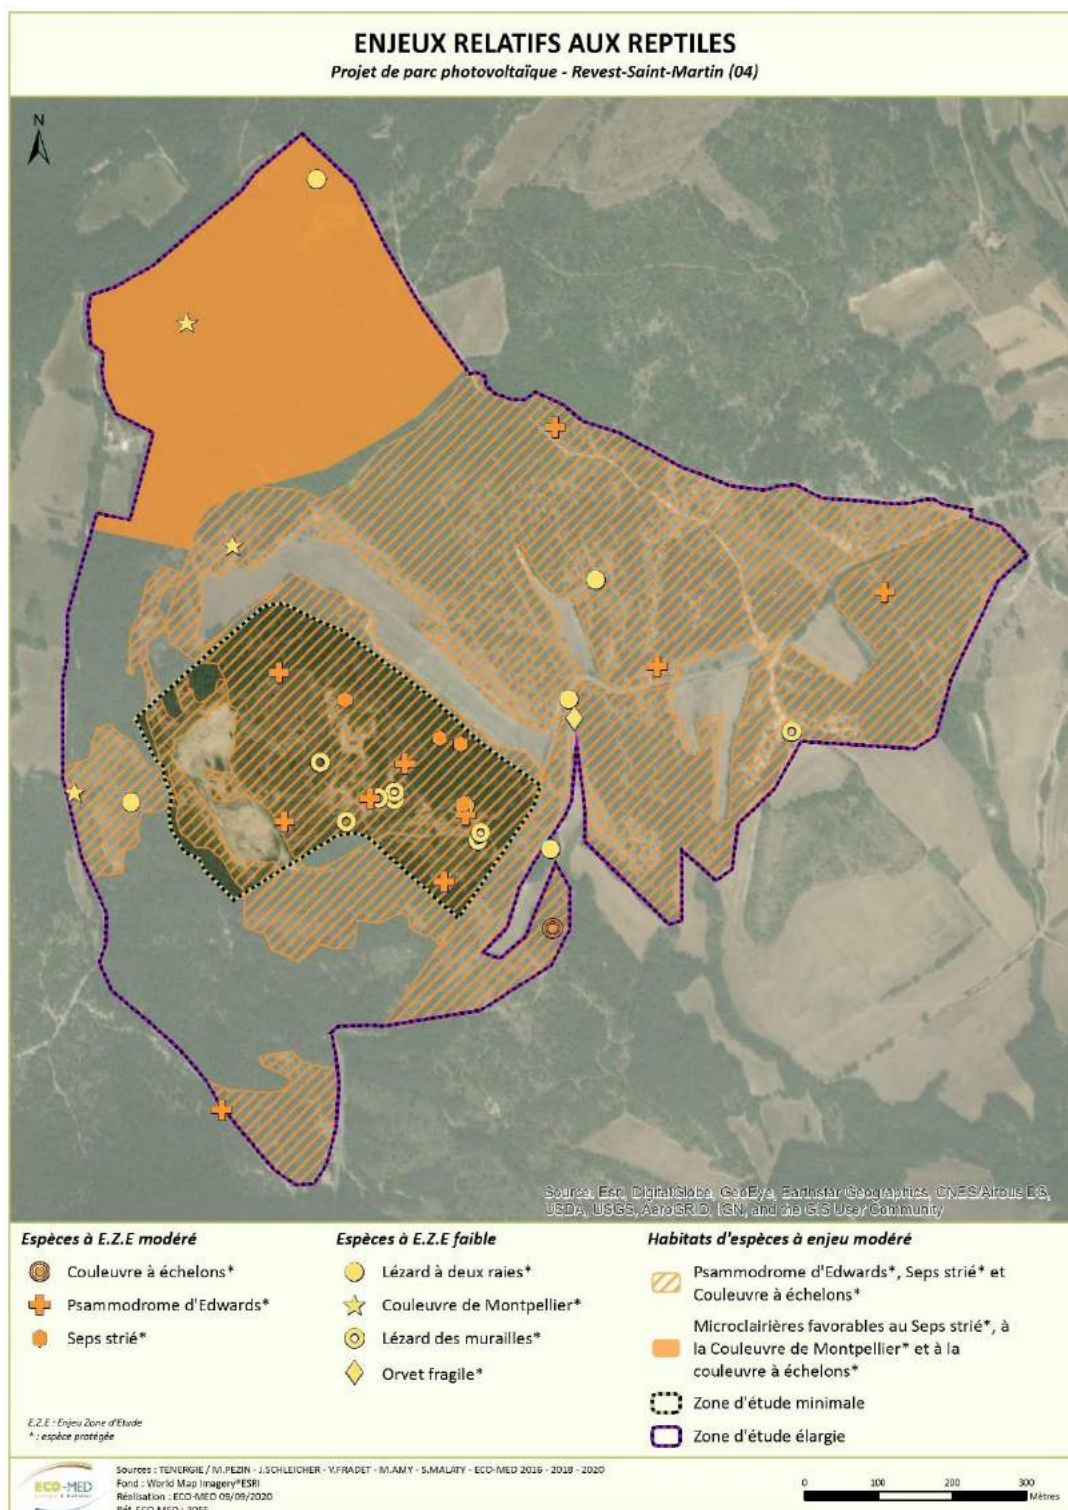 ENJEUX RELATIFS AUX REPTILES
Projet de parc photovoltaïque - Revest-Saint-Martin (04)
N
Source: Esri, DigitalGlobe, GeoEye, Earthstar Geographics, CNES/Airbus DS,
USDA, USGS, AeroGRID, IGN, and the GIS User Community
Espèces à E.Z.E modéré
Couleuvre à échelons*
Psammodrome d'Edwards*
Seps strié*
Espèces à E.Z.E faible
Lézard à deux raies*
Couleuvre de Montpellier*
Lézard des murailles*
Orvet fragile*
Habitats d'espèces à enjeu modéré
Psammodrome d'Edwards*, Seps strié* et
Couleuvre à échelons*
Microclairières favorables au Seps strié*, à
la Couleuvre de Montpellier* et à la
couleuvre à échelons*
Zone d'étude minimale
Zone d'étude élargie
E.Z.E : Enjeu Zone d'Etude
* : espèce protégée
ECO-MED
Sources : TENERGIE / M.PEZIN - J.SCHLEICHER - V.FRADET - M.AMY - S.MALATY - ECO-MED 2016 - 2018 - 2020
Fond : World Map Imagery®ESRI
Réalisation : ECO-MED 09/09/2020
Réf. ECO-MED : 3055
0 100 200 300
Mètres